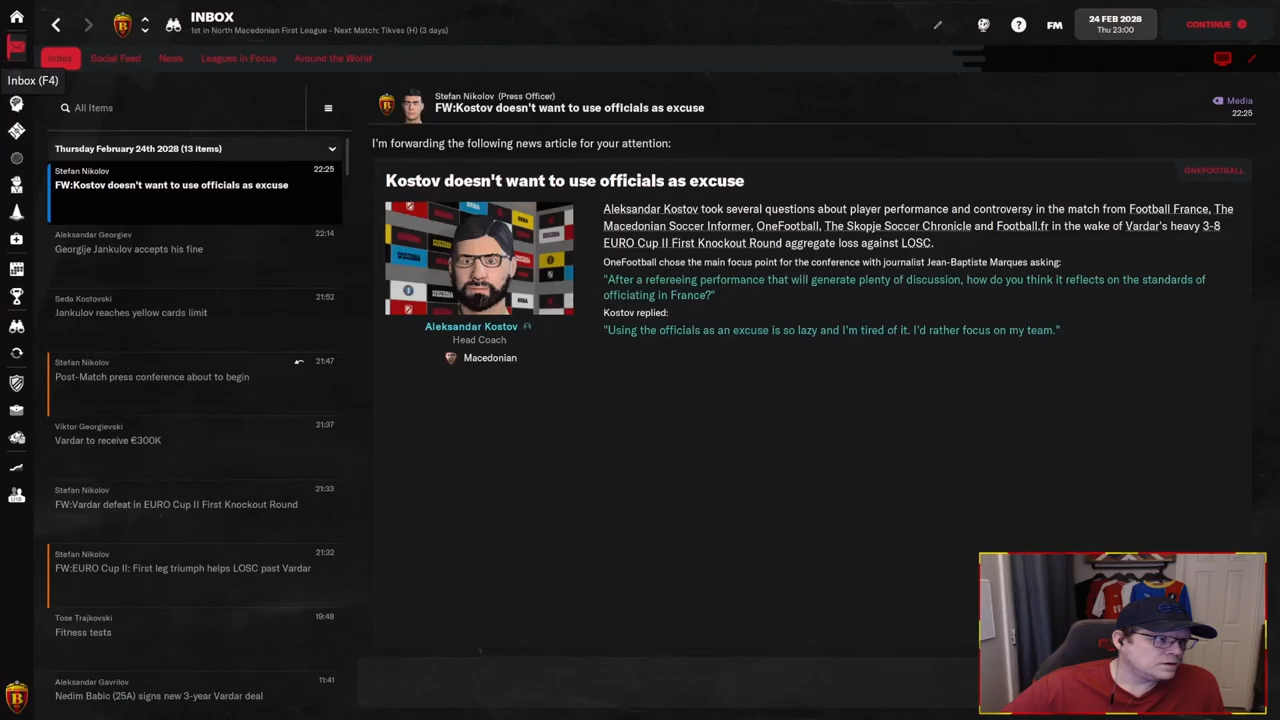 INBOX
1st in North Macedonian First League - Next Match: Tikves (H) (3 days)
FM
24 FEB 2028
Thu 23:00
CONTINUE
Inbox
Social Feed
News
Leagues in Focus
Around the World
Inbox (F4)
All Items
Thursday February 24th 2028 (13 items)
Stefan Nikolov
22:25
FW:Kostov doesn't want to use officials as excuse
Aleksandar Georgiev
22:14
Georgije Jankulov accepts his fine
Seda Kostovski
21:52
Jankulov reaches yellow cards limit
Stefan Nikolov
21:47
Post-Match press conference about to begin
Viktor Georgievski
21:37
Vardar to receive €300K
Stefan Nikolov
21:33
FW:Vardar defeat in EURO Cup II First Knockout Round
Stefan Nikolov
21:32
FW:EURO Cup II: First leg triumph helps LOSC past Vardar
Tose Trajkovski
19:48
Fitness tests
Aleksandar Gavrilov
11:41
Nedim Babic (25A) signs new 3-year Vardar deal
Stefan Nikolov (Press Officer)
FW:Kostov doesn't want to use officials as excuse
Media
22:25
I'm forwarding the following news article for your attention:
ONEFOOTBALL
Kostov doesn't want to use officials as excuse
Aleksandar Kostov
Head Coach
Macedonian
Aleksandar Kostov took several questions about player performance and controversy in the match from Football France, The
Macedonian Soccer Informer, OneFootball, The Skopje Soccer Chronicle and Football.fr in the wake of Vardar's heavy 3-8
EURO Cup II First Knockout Round aggregate loss against LOSC.
OneFootball chose the main focus point for the conference with journalist Jean-Baptiste Marques asking:
"After a refereeing performance that will generate plenty of discussion, how do you think it reflects on the standards of
officiating in France?"
Kostov replied:
"Using the officials as an excuse is so lazy and I'm tired of it. I'd rather focus on my team."